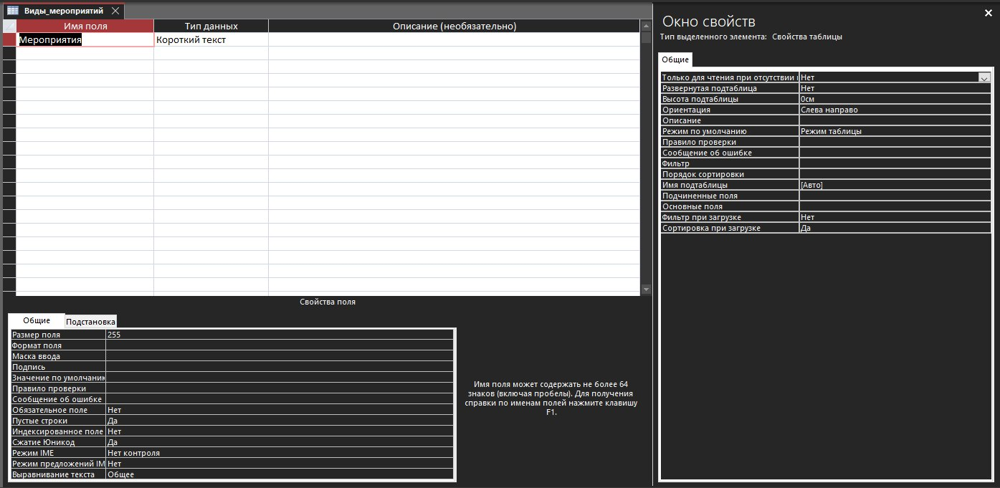 Виды_мероприятий
Имя поля Тип данных Описание (необязательно)
Мероприятия Короткий текст
Свойства поля
Общие Подстановка
Размер поля 255
Формат поля
Маска ввода
Подпись
Значение по умолчани
Правило проверки
Сообщение об ошибке
Обязательное поле Нет
Пустые строки Да
Индексированное поле Нет
Сжатие Юникод Да
Режим IME Нет контроля
Режим предложений IM Нет
Выравнивание текста Общее
Имя поля может содержать не более 64
знаков (включая пробелы). Для получения
справки по именам полей нажмите клавишу
F1.
Окно свойств
Тип выделенного элемента: Свойства таблицы
Общие
Только для чтения при отсутствии Нет
Развернутая подтаблица Нет
Высота подтаблицы 0см
Ориентация Слева направо
Описание
Режим по умолчанию Режим таблицы
Правило проверки
Сообщение об ошибке
Фильтр
Порядок сортировки
Имя подтаблицы [Авто]
Подчиненные поля
Основные поля
Фильтр при загрузке Нет
Сортировка при загрузке Да